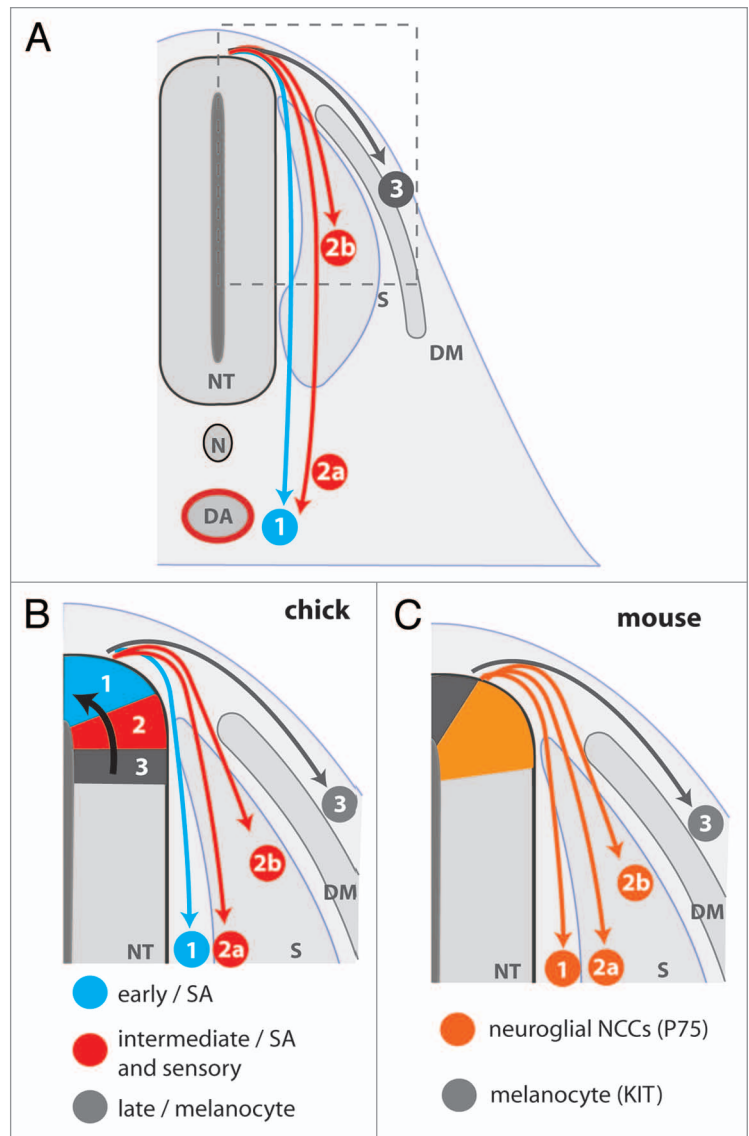 A
3
2b
S
DM
NT
N
2a
DA
1
B
chick
1
2
3
3
2b
DM
NT
1
2a
S
early / SA
intermediate / SA
and sensory
late / melanocyte
C
mouse
3
2b
DM
NT
1
2a
S
neuroglial NCCs (P75)
melanocyte (KIT)